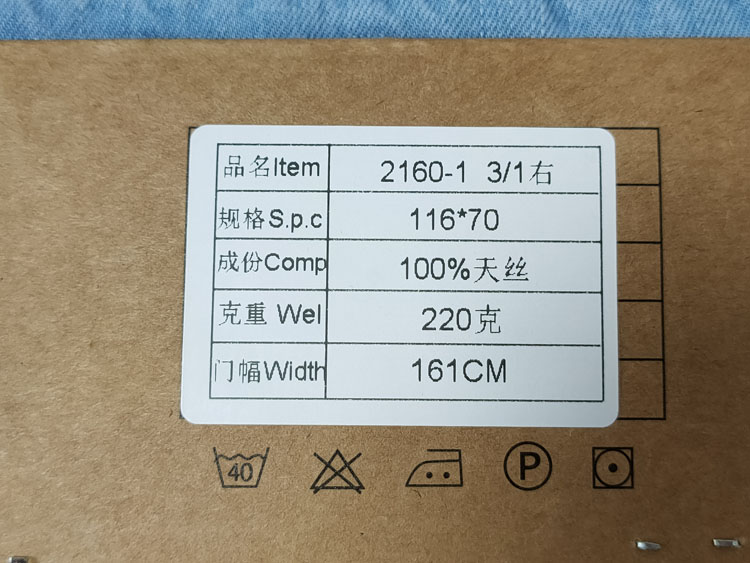 品名Item 2160-1 3/1右
规格S.p.c 116*70
成份Comp 100%天丝
克重 Wel 220克
门幅Width 161CM
40 P